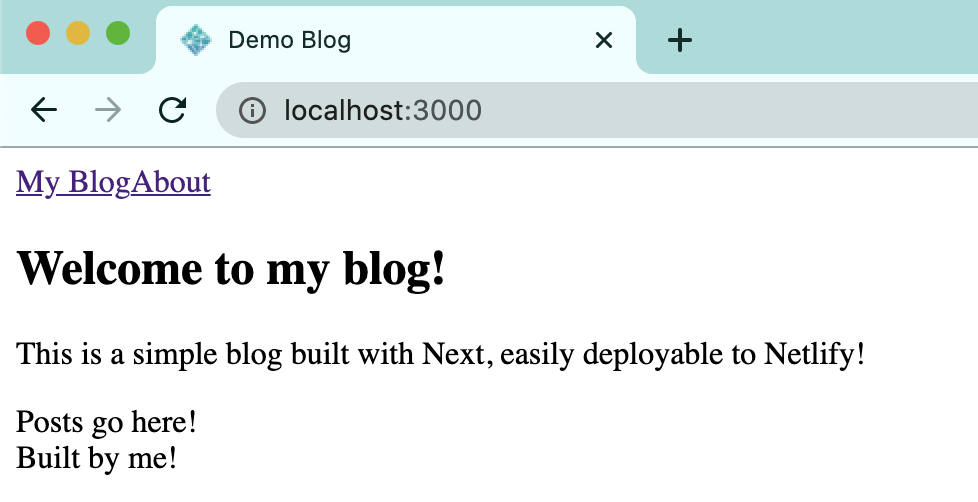 Demo Blog
localhost:3000
My BlogAbout
Welcome to my blog!
This is a simple blog built with Next, easily deployable to Netlify!
Posts go here!
Built by me!